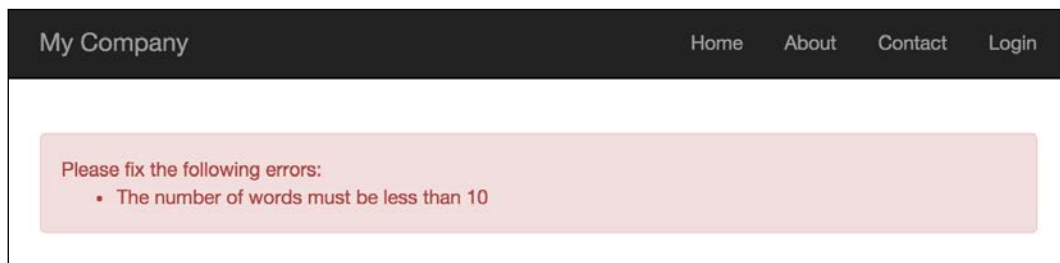 My Company Home About Contact Login
Please fix the following errors:
• The number of words must be less than 10